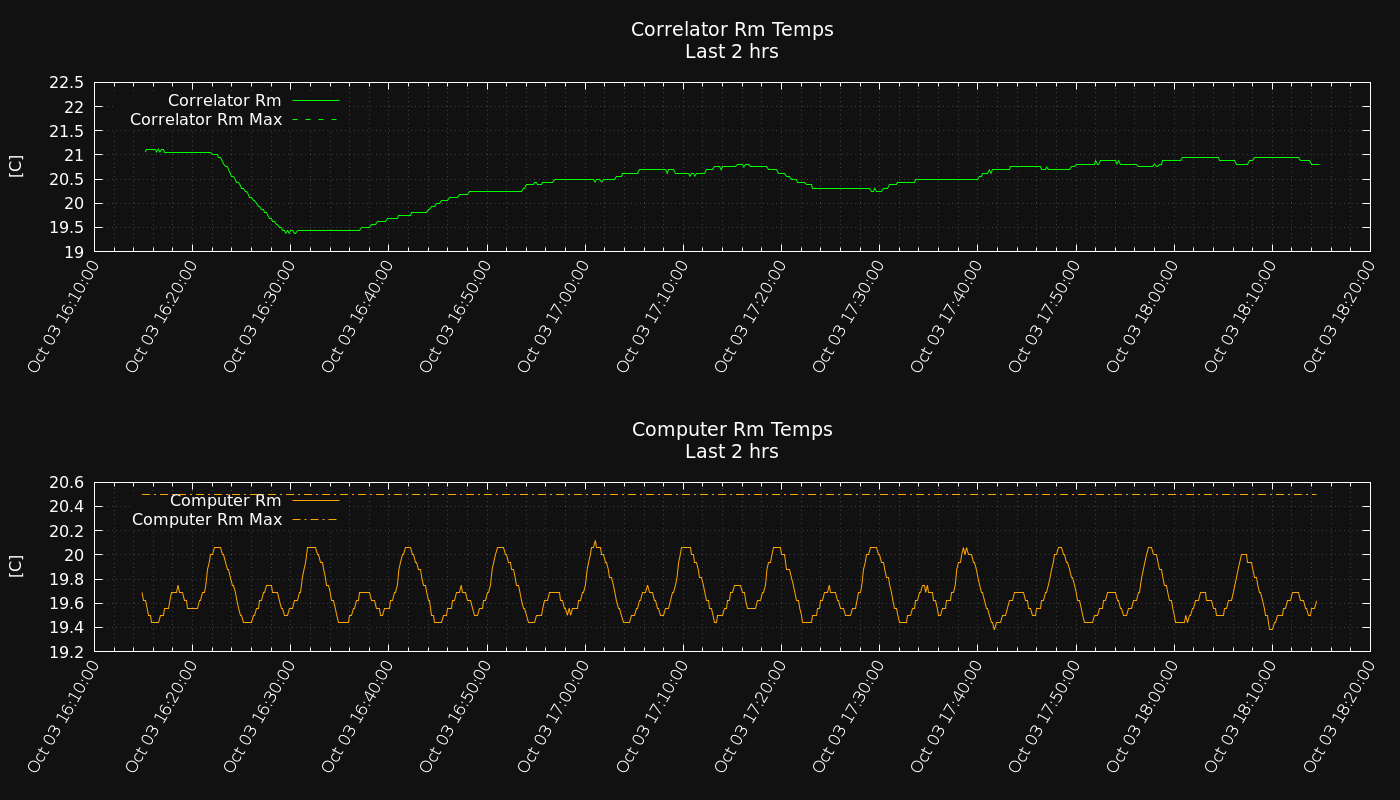 Correlator Rm Temps
Last 2 hrs
22.5
22
21.5
21
20.5
20
19.5
19
[C]
Correlator Rm
Correlator Rm Max
Oct 03 16:10:00
Oct 03 16:20:00
Oct 03 16:30:00
Oct 03 16:40:00
Oct 03 16:50:00
Oct 03 17:00:00
Oct 03 17:10:00
Oct 03 17:20:00
Oct 03 17:30:00
Oct 03 17:40:00
Oct 03 17:50:00
Oct 03 18:00:00
Oct 03 18:10:00
Oct 03 18:20:00
Computer Rm Temps
Last 2 hrs
20.6
20.4
20.2
20
19.8
19.6
19.4
19.2
[C]
Computer Rm
Computer Rm Max
Oct 03 16:10:00
Oct 03 16:20:00
Oct 03 16:30:00
Oct 03 16:40:00
Oct 03 16:50:00
Oct 03 17:00:00
Oct 03 17:10:00
Oct 03 17:20:00
Oct 03 17:30:00
Oct 03 17:40:00
Oct 03 17:50:00
Oct 03 18:00:00
Oct 03 18:10:00
Oct 03 18:20:00